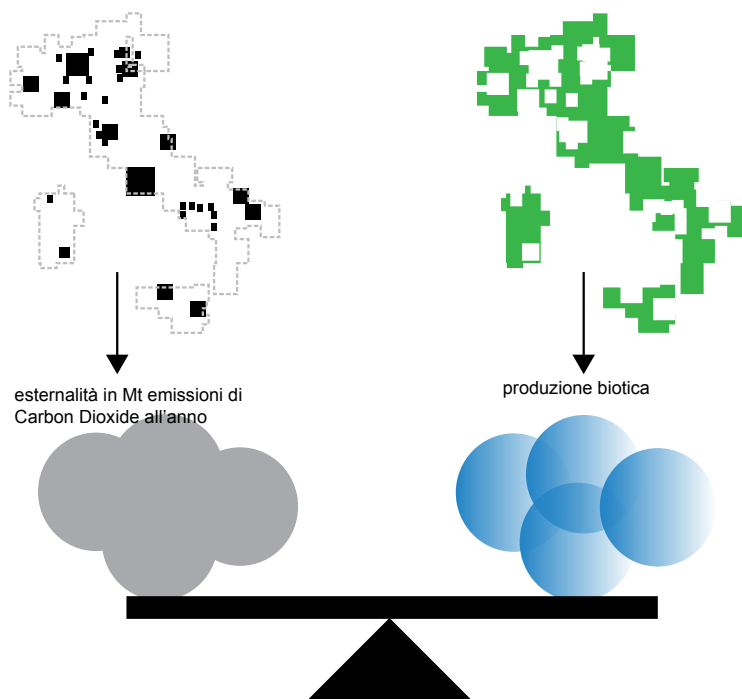 esternalità in Mt emissioni di
Carbon Dioxide all'anno
produzione biotica